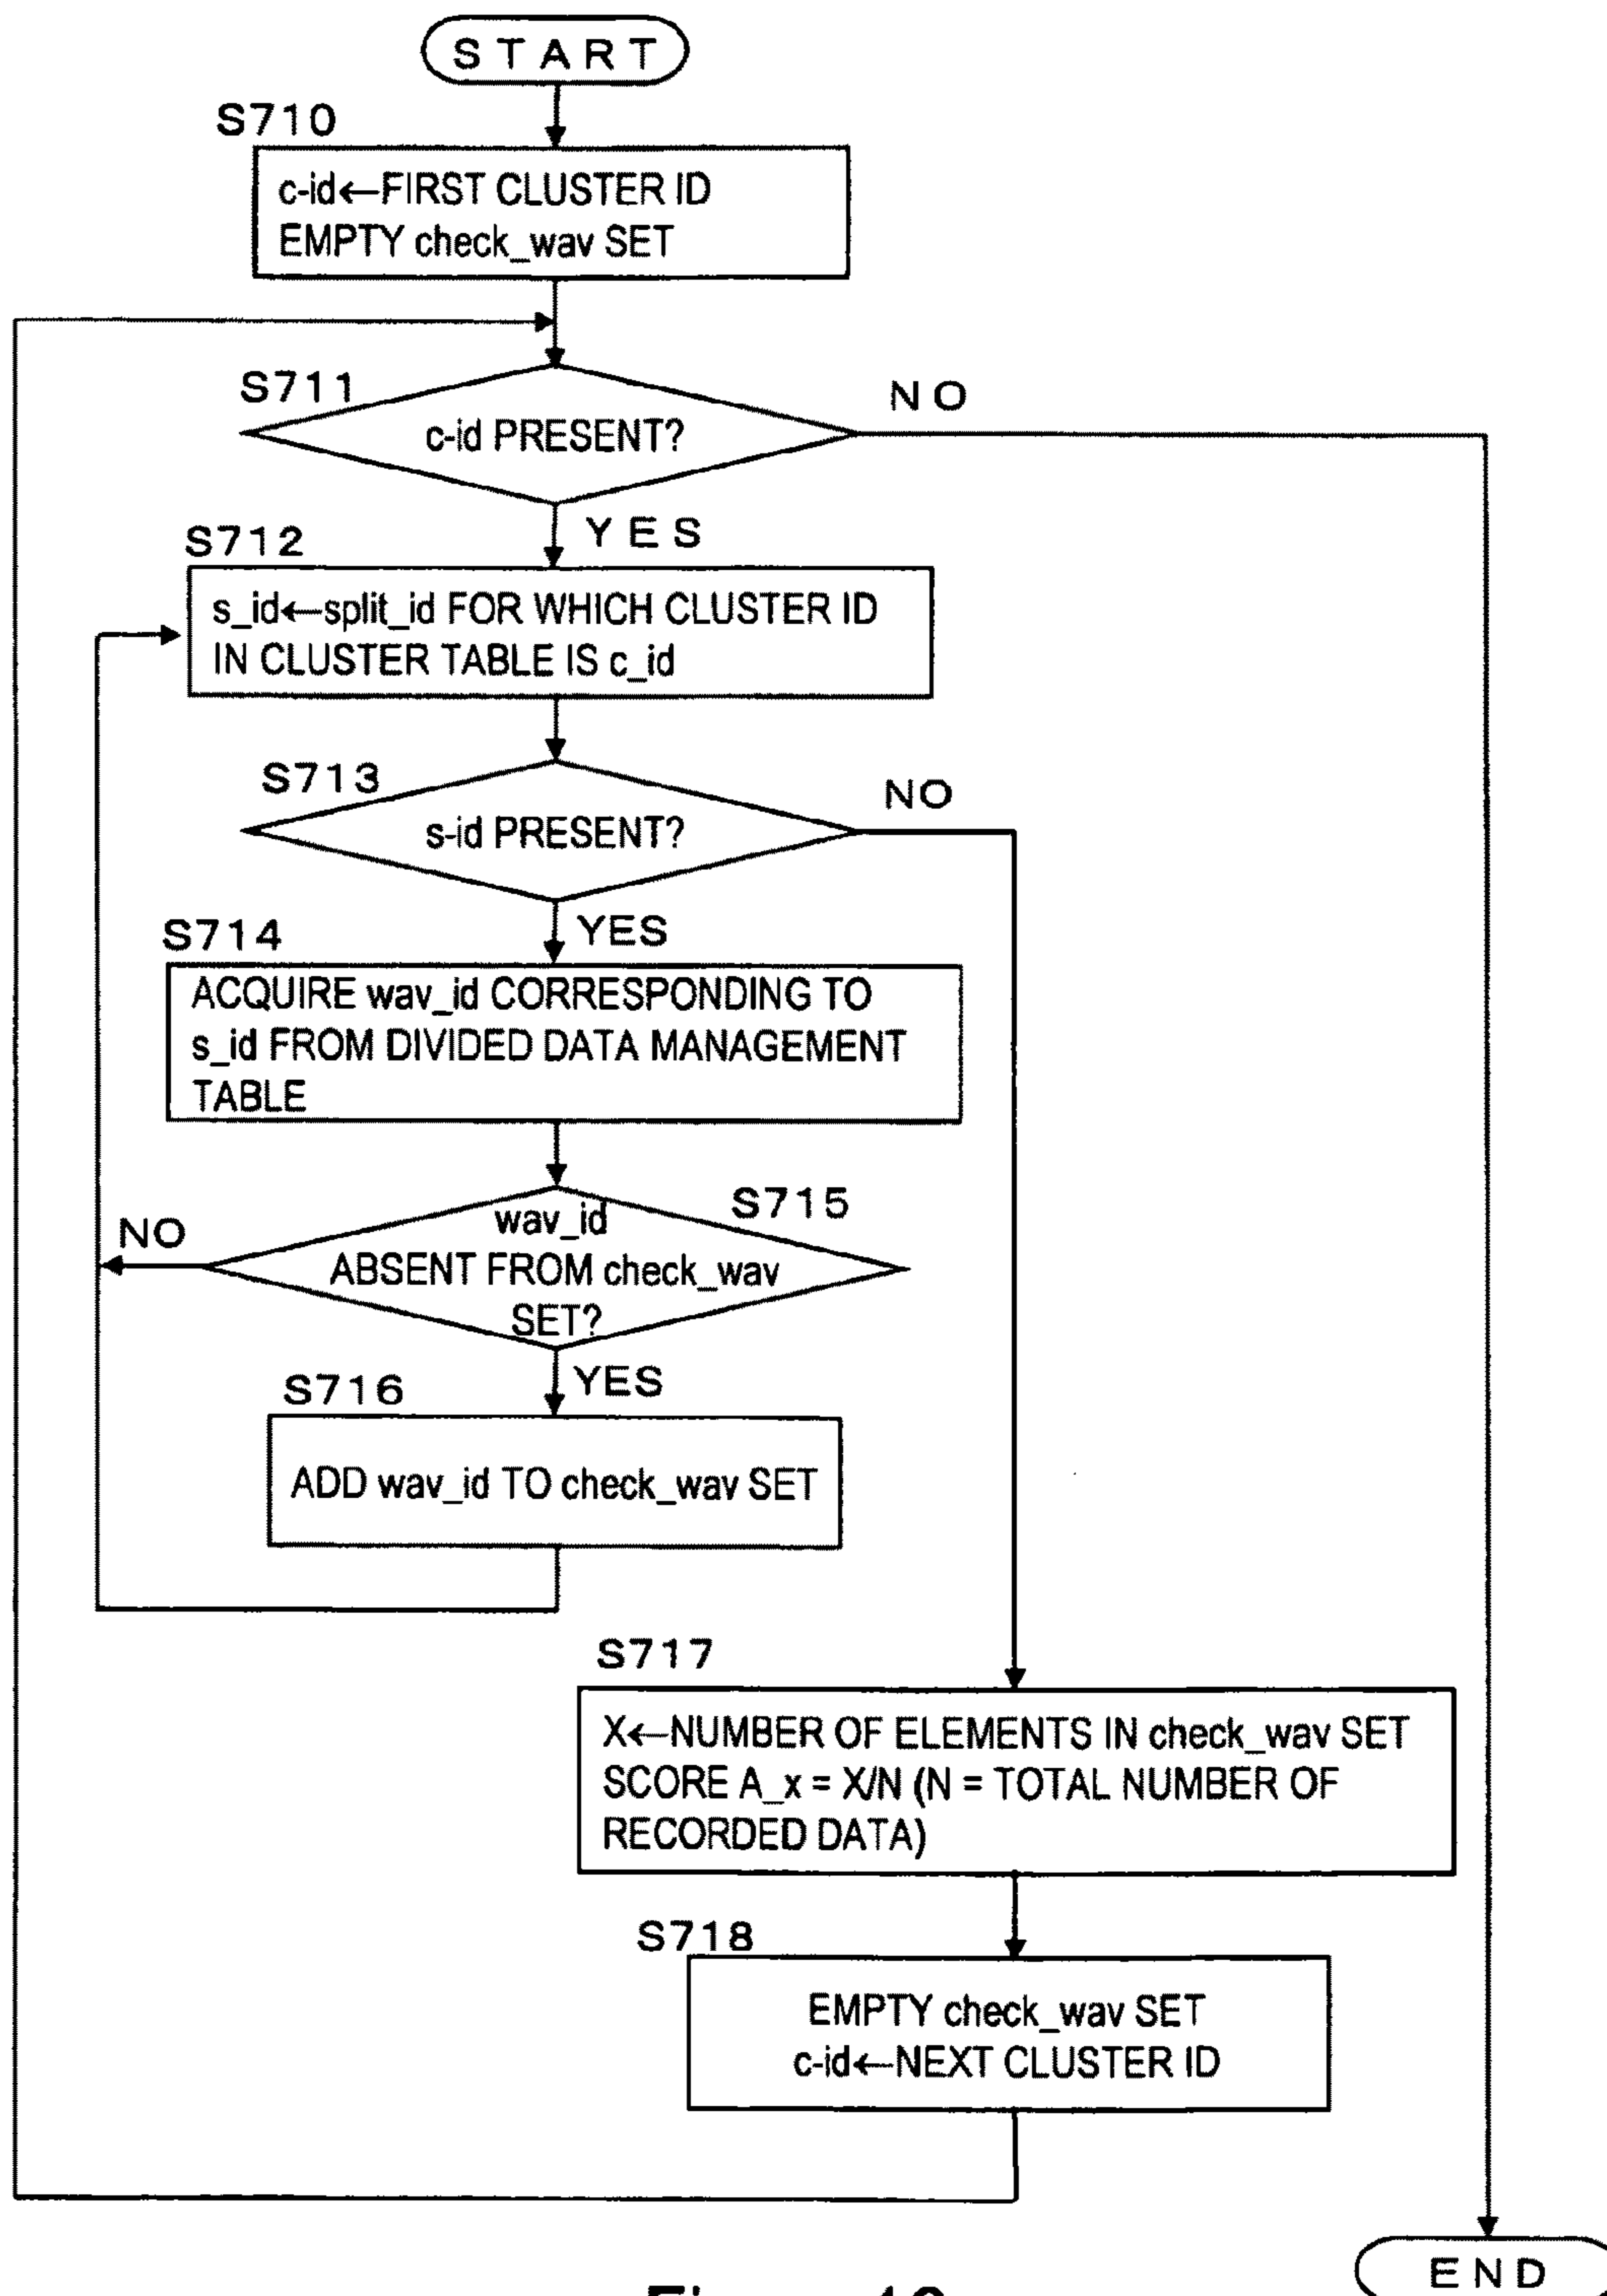 START
S710
c-id←FIRST CLUSTER ID
EMPTY check_wav SET
S711
c-id PRESENT?
NO
YES
S712
s_id←split_id FOR WHICH CLUSTER ID
IN CLUSTER TABLE IS c_id
S713
s-id PRESENT?
NO
YES
S714
ACQUIRE wav_id CORRESPONDING TO
s_id FROM DIVIDED DATA MANAGEMENT
TABLE
S715
wav_id
ABSENT FROM check_wav
SET?
NO
YES
S716
ADD wav_id TO check_wav SET
S717
X←NUMBER OF ELEMENTS IN check_wav SET
SCORE A_x = X/N (N = TOTAL NUMBER OF
RECORDED DATA)
S718
EMPTY check_wav SET
c-id←NEXT CLUSTER ID
END